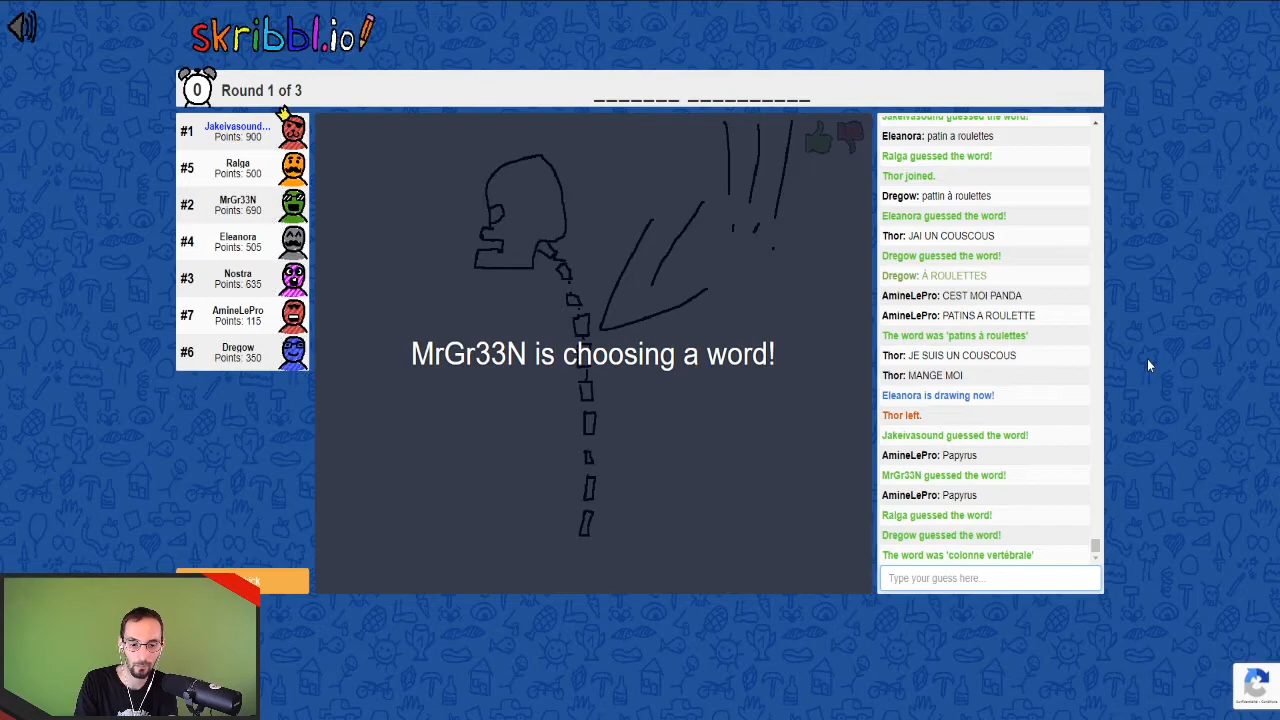 skribbl.io
0
Round 1 of 3
_______ __________
#1
Jakeivasound...
Points: 900
#5
Ralga
Points: 500
#2
MrGr33N
Points: 690
#4
Eleanora
Points: 505
#3
Nostra
Points: 635
#7
AmineLePro
Points: 115
#6
Dregow
Points: 350
MrGr33N is choosing a word!
Jakeivasound guessed the word!
Eleanora: patin a roulettes
Ralga guessed the word!
Thor joined.
Dregow: pattin à roulettes
Eleanora guessed the word!
Thor: JAI UN COUSCOUS
Dregow guessed the word!
Dregow: À ROULETTES
AmineLePro: CEST MOI PANDA
AmineLePro: PATINS A ROULETTE
The word was 'patins à roulettes'
Thor: JE SUIS UN COUSCOUS
Thor: MANGE MOI
Eleanora is drawing now!
Thor left.
Jakeivasound guessed the word!
AmineLePro: Papyrus
MrGr33N guessed the word!
AmineLePro: Papyrus
Ralga guessed the word!
Dregow guessed the word!
The word was 'colonne vertébrale'
Type your guess here...